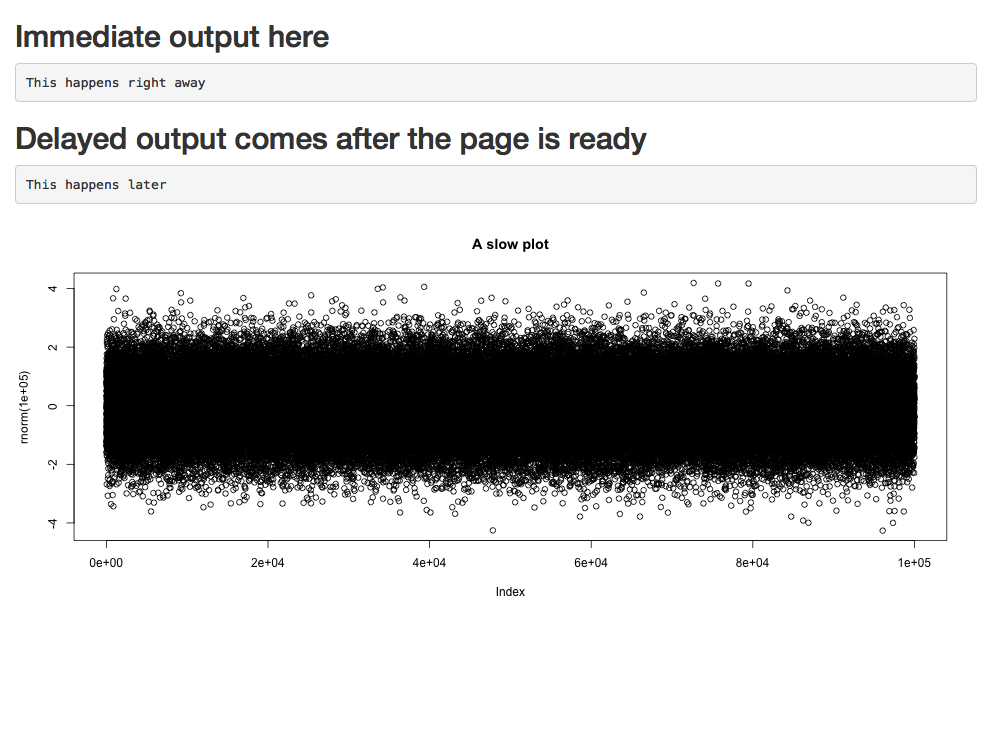 Immediate output here
This happens right away
Delayed output comes after the page is ready
This happens later
A slow plot
4
2
0
-2
-4
rnorm(1e+05)
0e+00 2e+04 4e+04 6e+04 8e+04 1e+05
Index